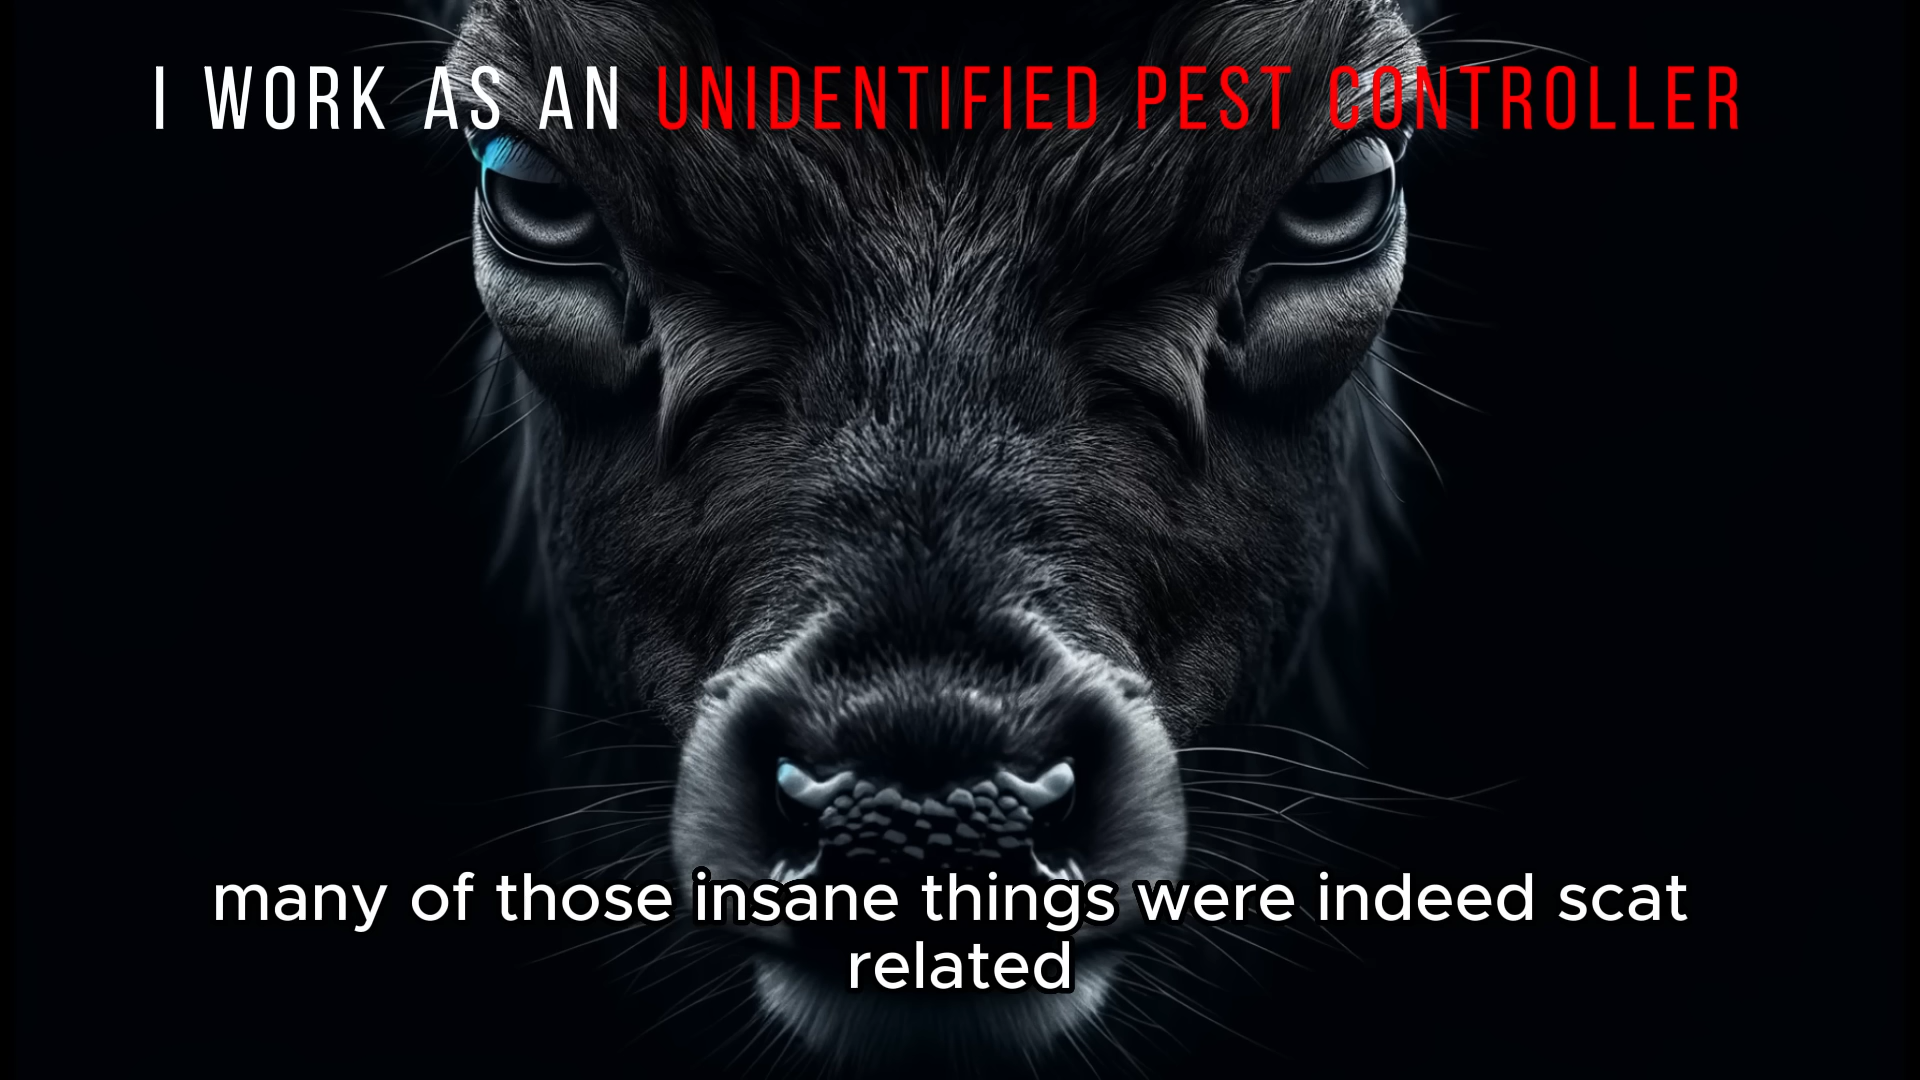 I WORK AS AN UNIDENTIFIED PEST CONTROLLER
many of those insane things were indeed scat
related